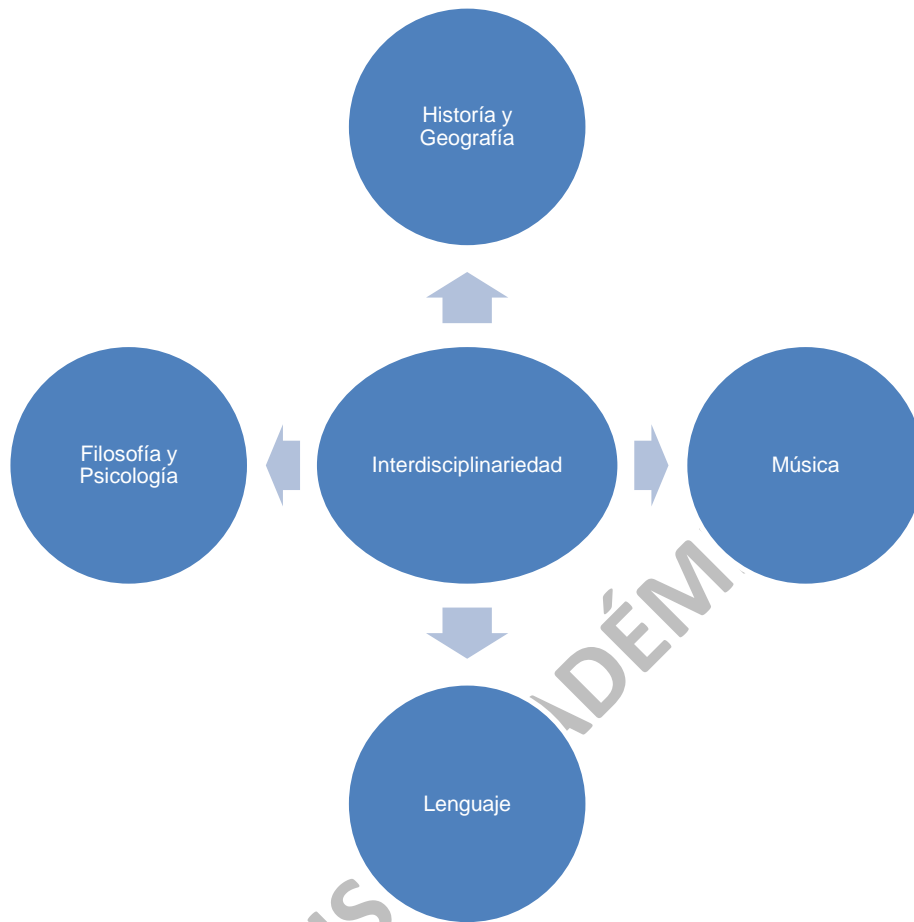 Historía y
Geografía
Filosofía y
Psicología
Interdisciplinariedad
Música
Lenguaje